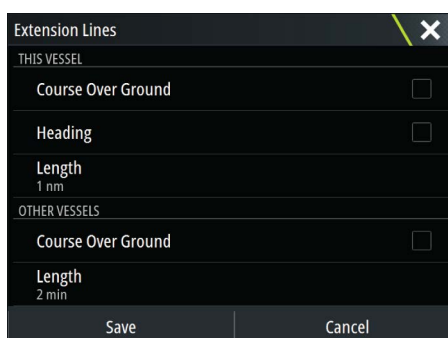 Extension Lines
THIS VESSEL
Course Over Ground
Heading
Length
1 nm
OTHER VESSELS
Course Over Ground
Length
2 min
Save
Cancel